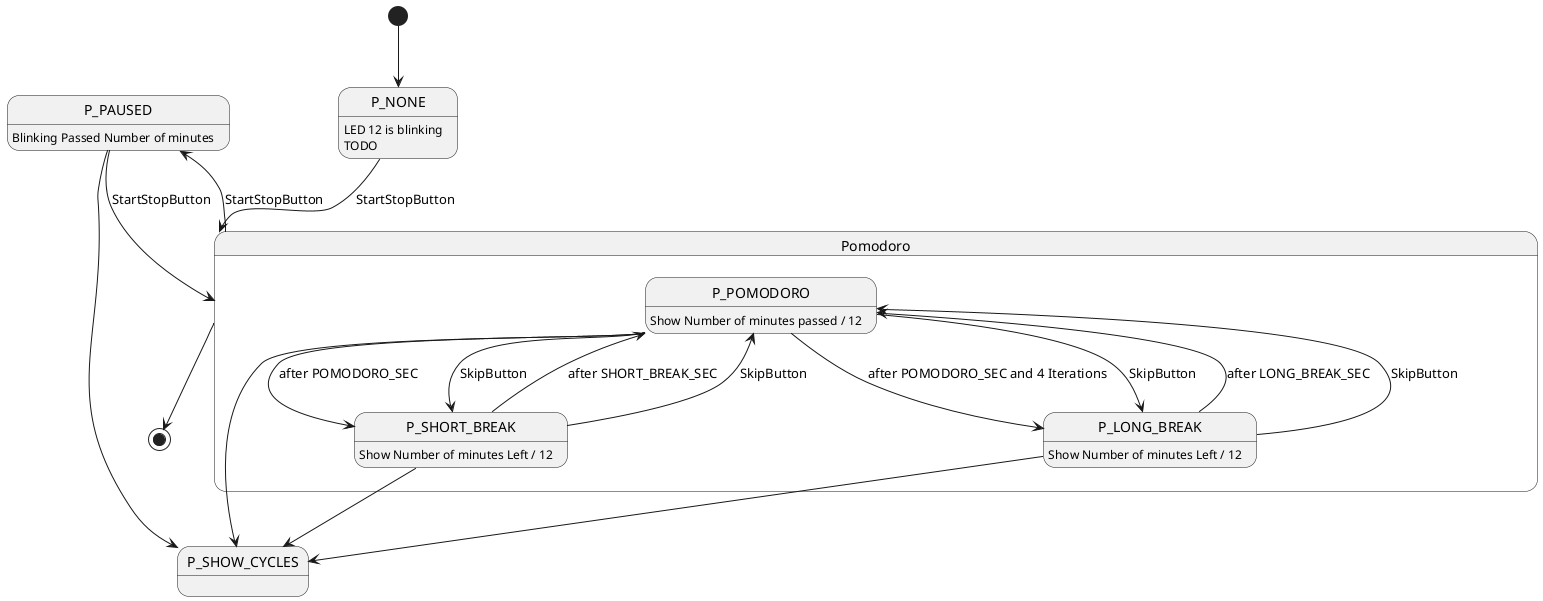 P_PAUSED
Blinking Passed Number of minutes
P_NONE
LED 12 is blinking
TODO
StartStopButton
StartStopButton
StartStopButton
Pomodoro
P_POMODORO
Show Number of minutes passed / 12
after POMODORO_SEC
SkipButton
after SHORT_BREAK_SEC
SkipButton
after POMODORO_SEC and 4 Iterations
SkipButton
after LONG_BREAK_SEC
SkipButton
P_SHORT_BREAK
Show Number of minutes Left / 12
P_LONG_BREAK
Show Number of minutes Left / 12
P_SHOW_CYCLES